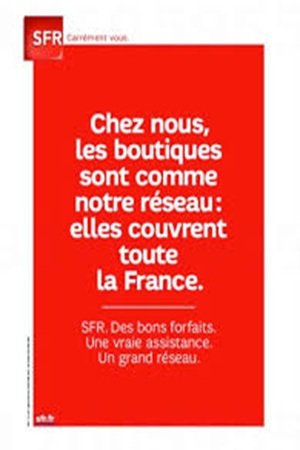 SFR Carrément vous.
Chez nous,
les boutiques
sont comme
notre réseau :
elles couvrent
toute
la France.
SFR. Des bons forfaits.
Une vraie assistance.
Un grand réseau.
sfr.fr